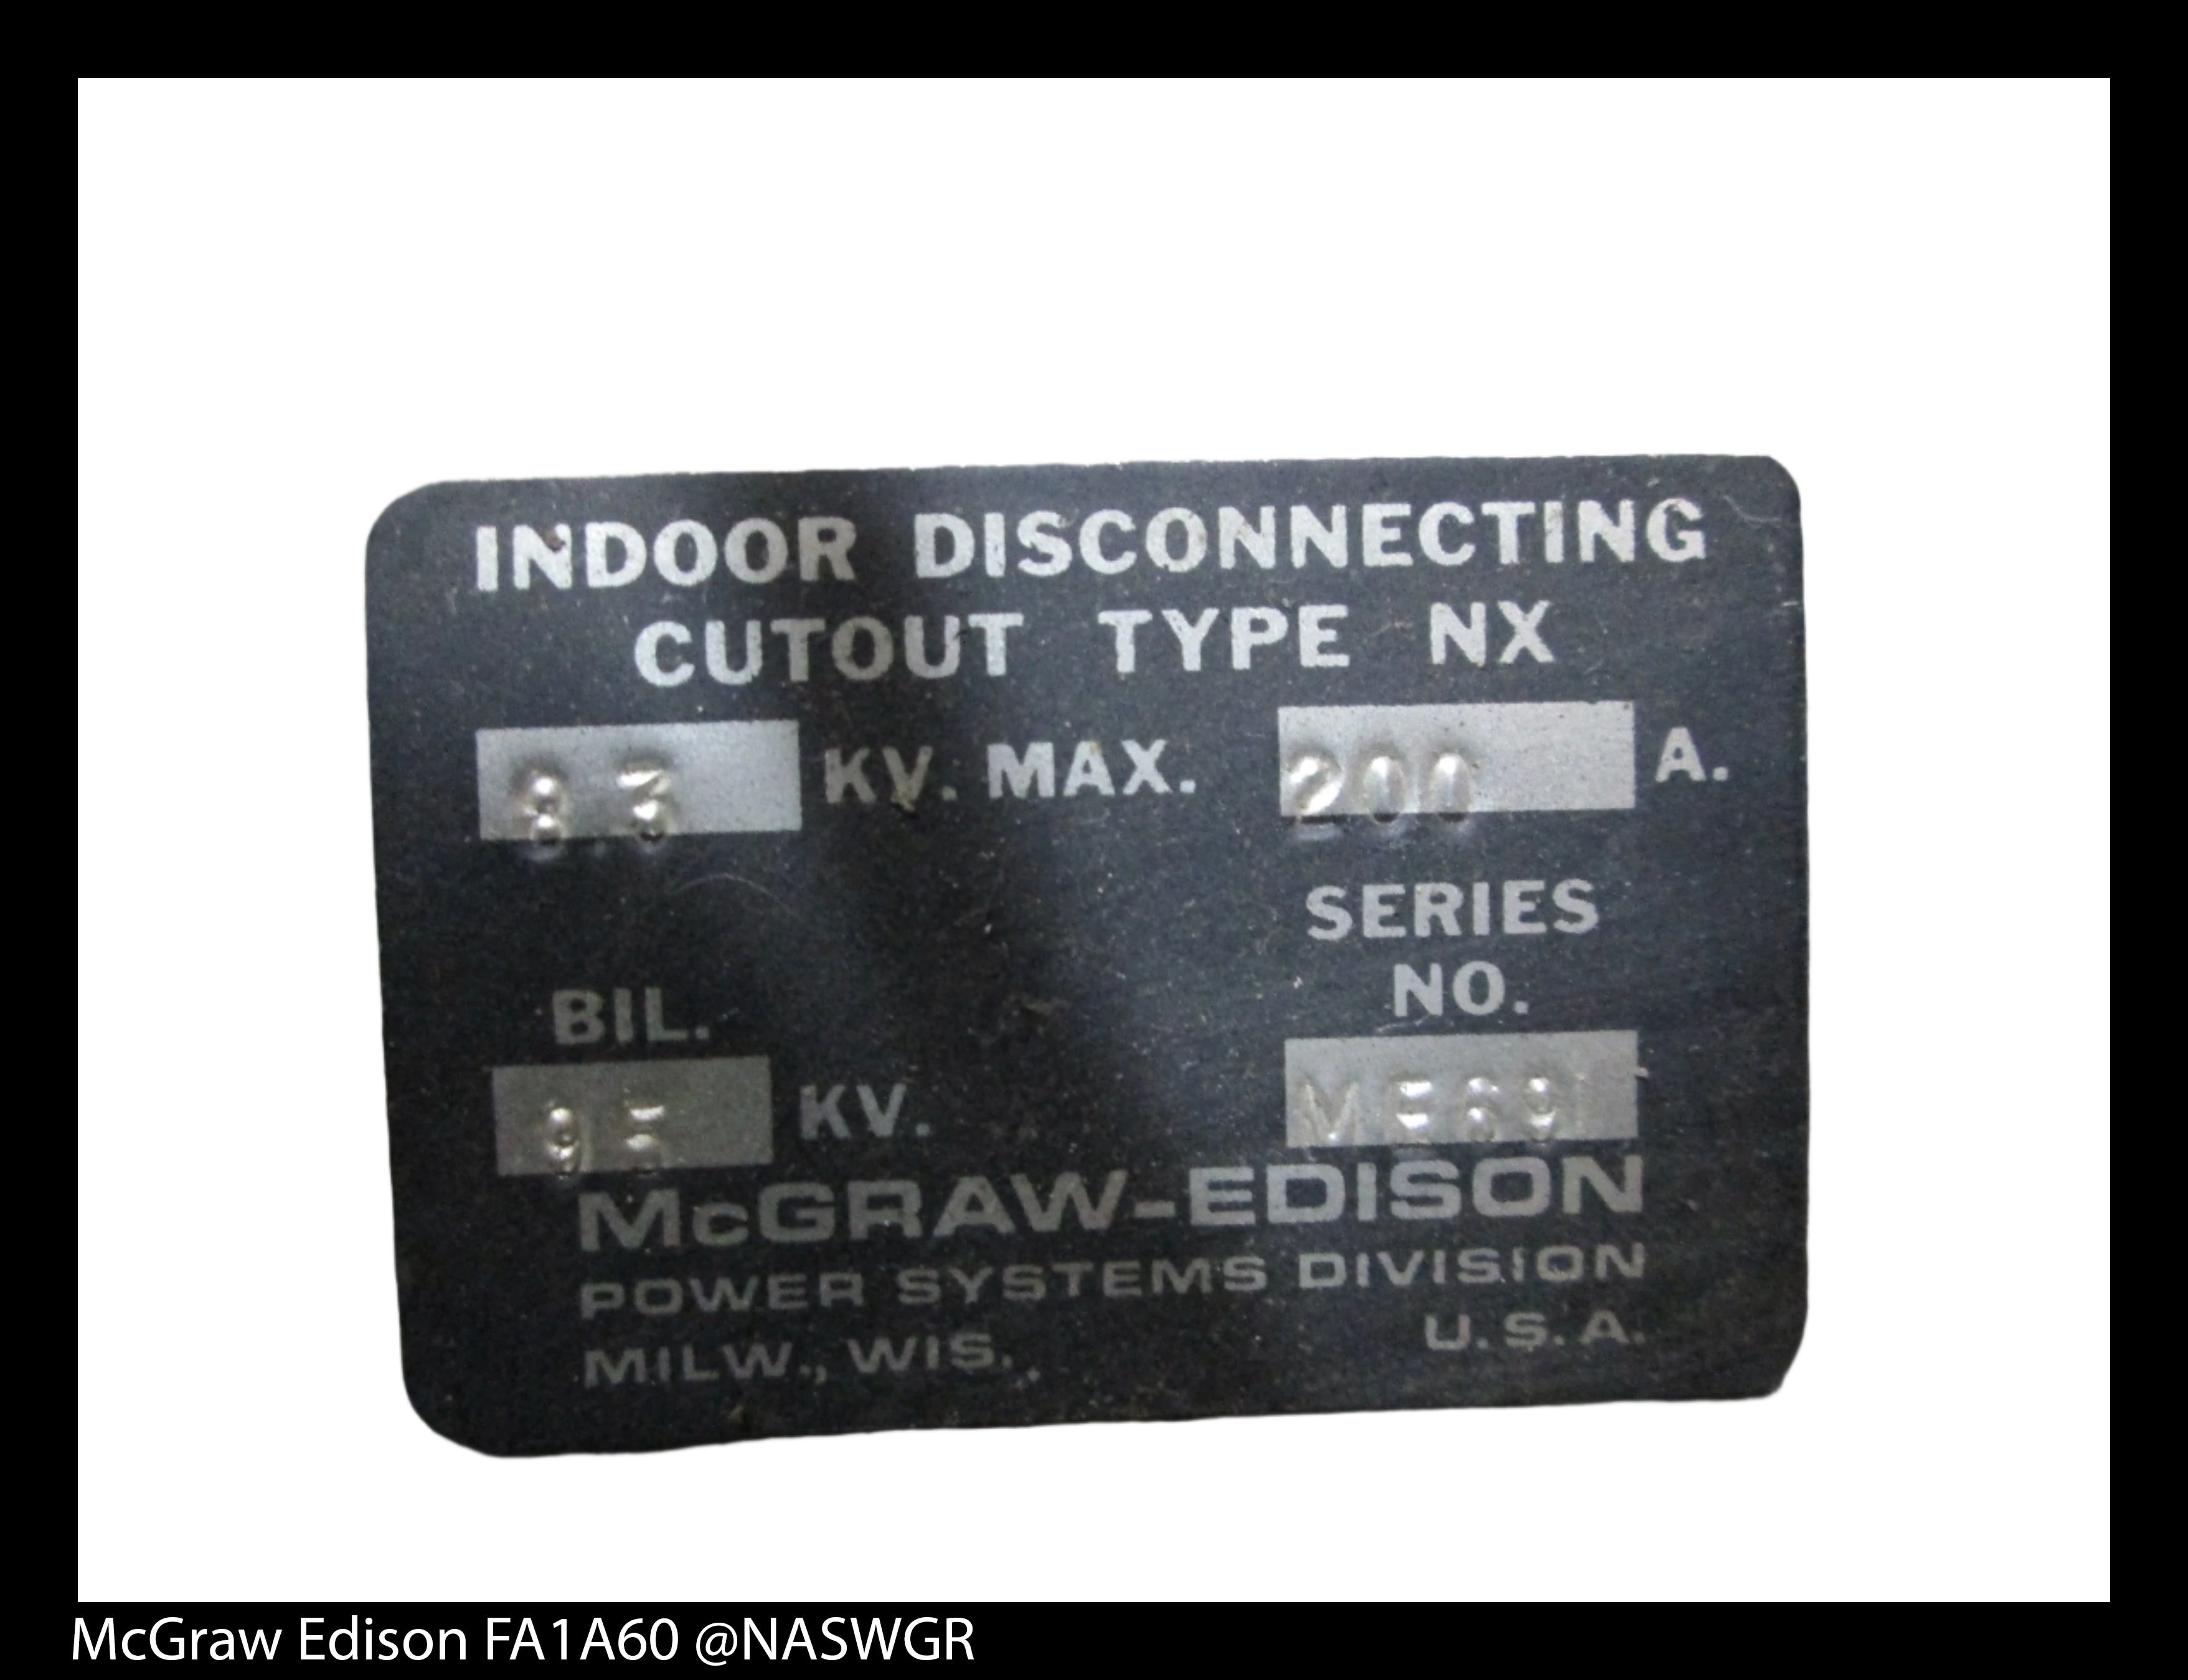 INDOOR DISCONNECTING
CUTOUT TYPE NX
8.3 KV. MAX. 200 A.
SERIES
NO.
BIL.
95 KV.
McGRAW-EDISON
POWER SYSTEMS DIVISION
MILW., WIS. U.S.A.
McGraw Edison FA1A60 @NASWGR